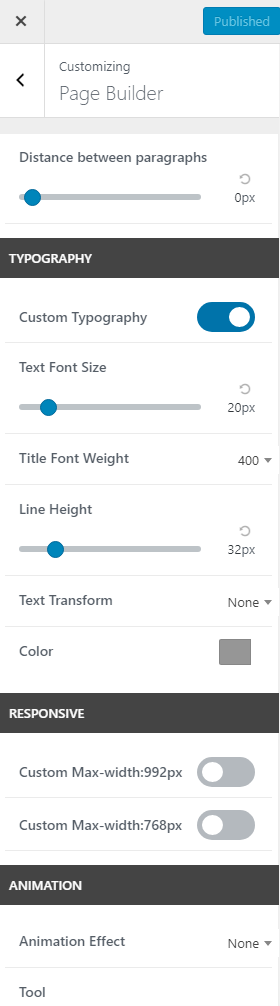 Published
Customizing
Page Builder
Distance between paragraphs
0px
TYPOGRAPHY
Custom Typography
Text Font Size
20px
Title Font Weight
400
Line Height
32px
Text Transform
None
Color
RESPONSIVE
Custom Max-width:992px
Custom Max-width:768px
ANIMATION
Animation Effect
None
Tool